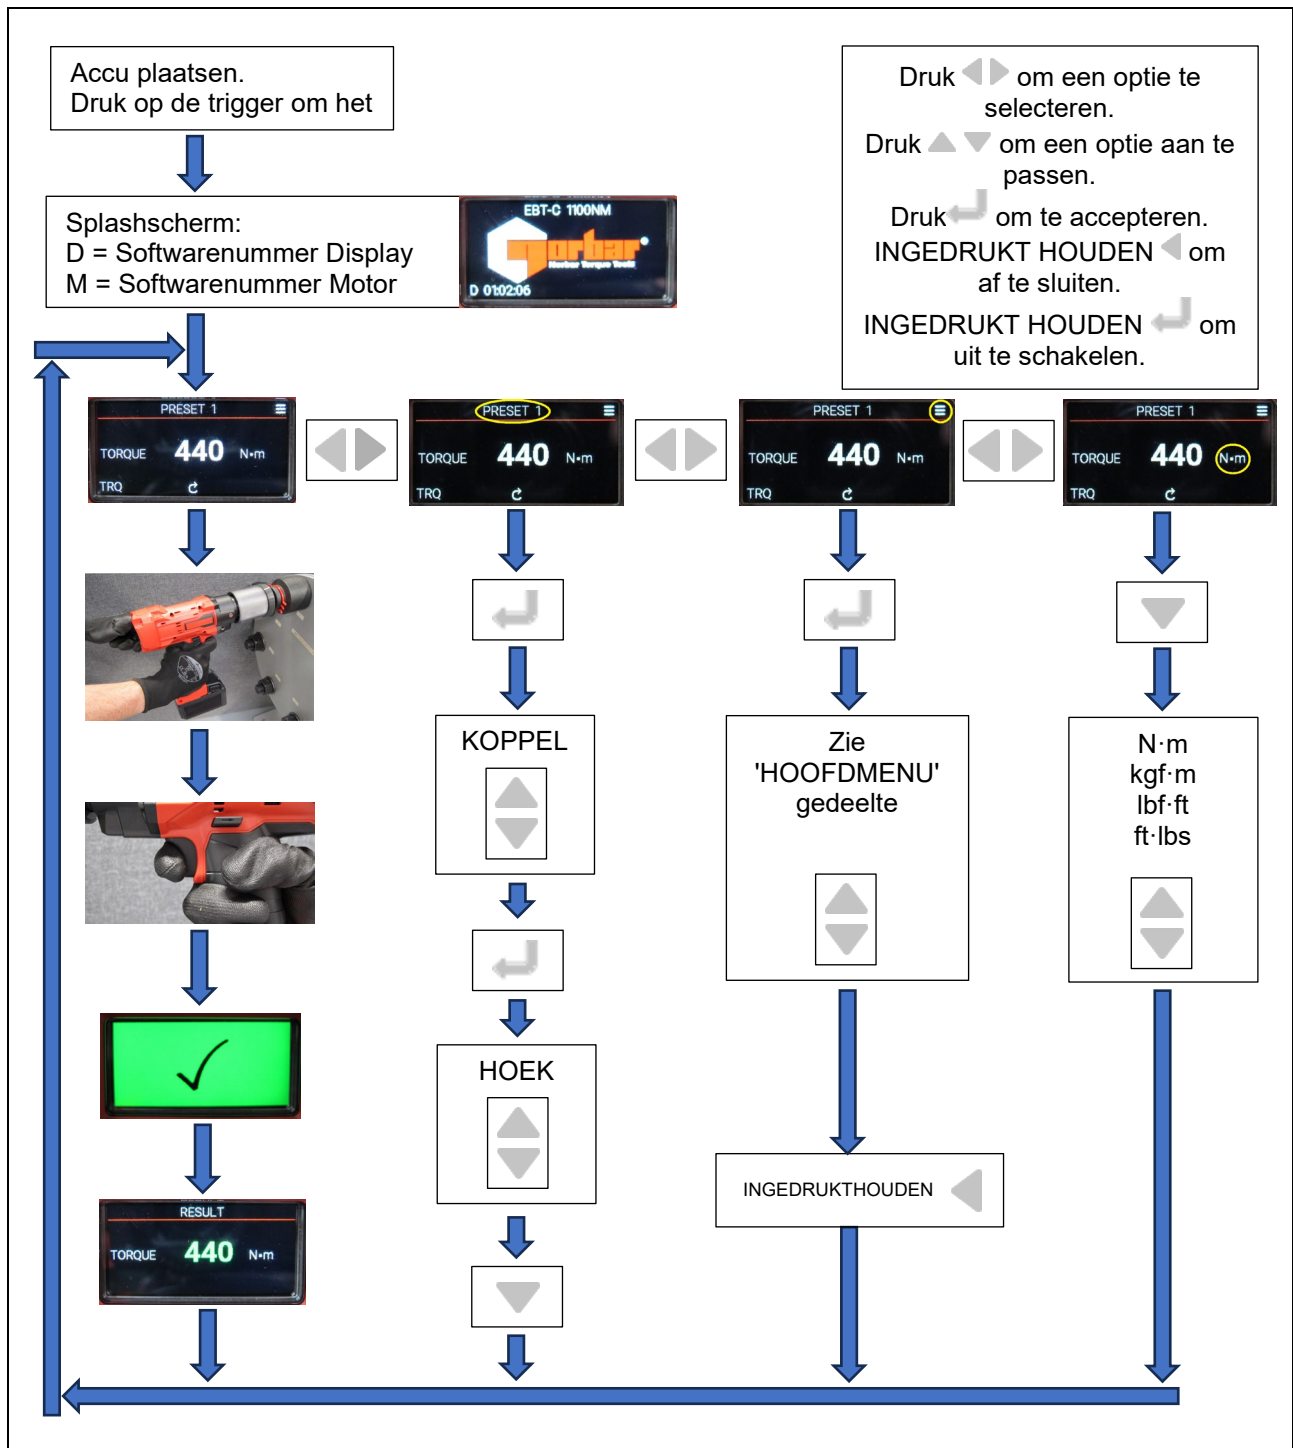 Accu plaatsen.
Druk op de trigger om het
Druk om een optie te
selecteren.
Druk om een optie aan te
passen.
Druk om te accepteren.
INGEDRUKT HOUDEN om
af te sluiten.
INGEDRUKT HOUDEN om
uit te schakelen.
Splashscherm:
D = Softwarenummer Display
M = Softwarenummer Motor
EBT-C 1100NM
norbar
Norbar Torque Tools
D 01:02:06
PRESET 1
TORQUE 440 N•m
TRQ
PRESET 1
TORQUE 440 N•m
TRQ
PRESET 1
TORQUE 440 N•m
TRQ
PRESET 1
TORQUE 440 N•m
TRQ
KOPPEL
HOEK
Zie
'HOOFDMENU'
gedeelte
INGEDRUKTHOUDEN
N·m
kgf·m
lbf·ft
ft·lbs
RESULT
TORQUE 440 N•m